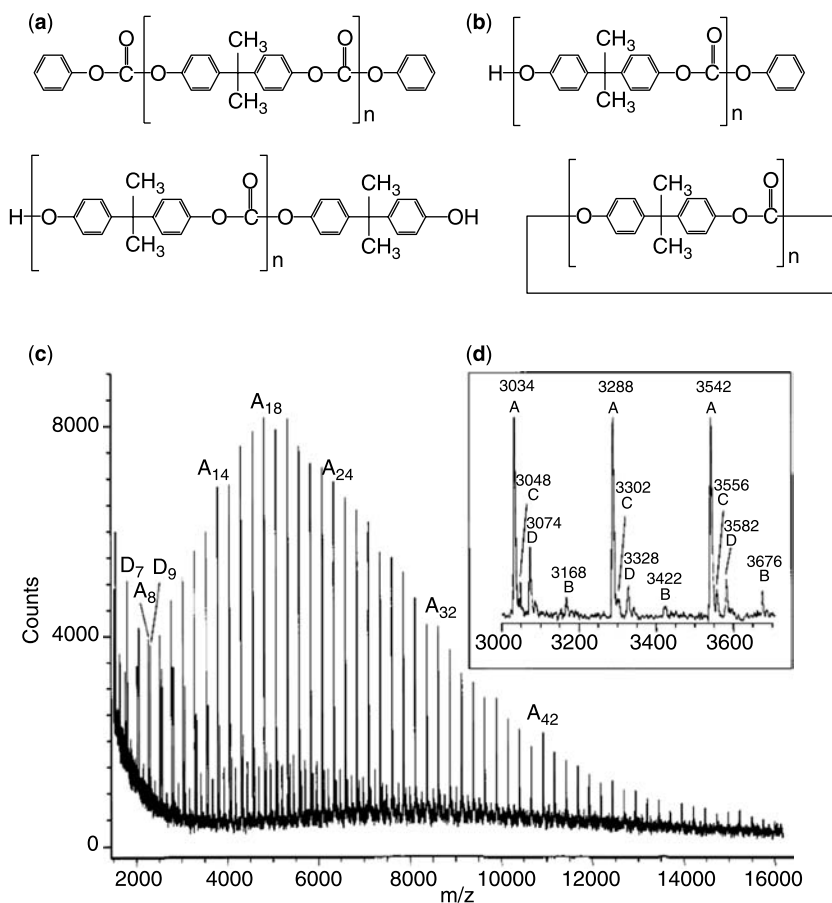 (a)
O CH3 O
O C O O C O
CH3
n
(b)
CH3 O
H O O C O
CH3
n
CH3 O CH3
H O O C O OH
CH3 CH3
n
CH3 O
O O C
CH3
n
(c)
8000
4000
0
Counts
D7
A8
D9
A14
A18
A24
A32
A42
2000 4000 6000 8000 10000 12000 14000 16000
m/z
(d)
3034 3288 3542
A A A
3048
C
3074
D
3168
B
3302
C
3328
D
3422
B
3556
C
3582
D
3676
B
3000 3200 3400 3600